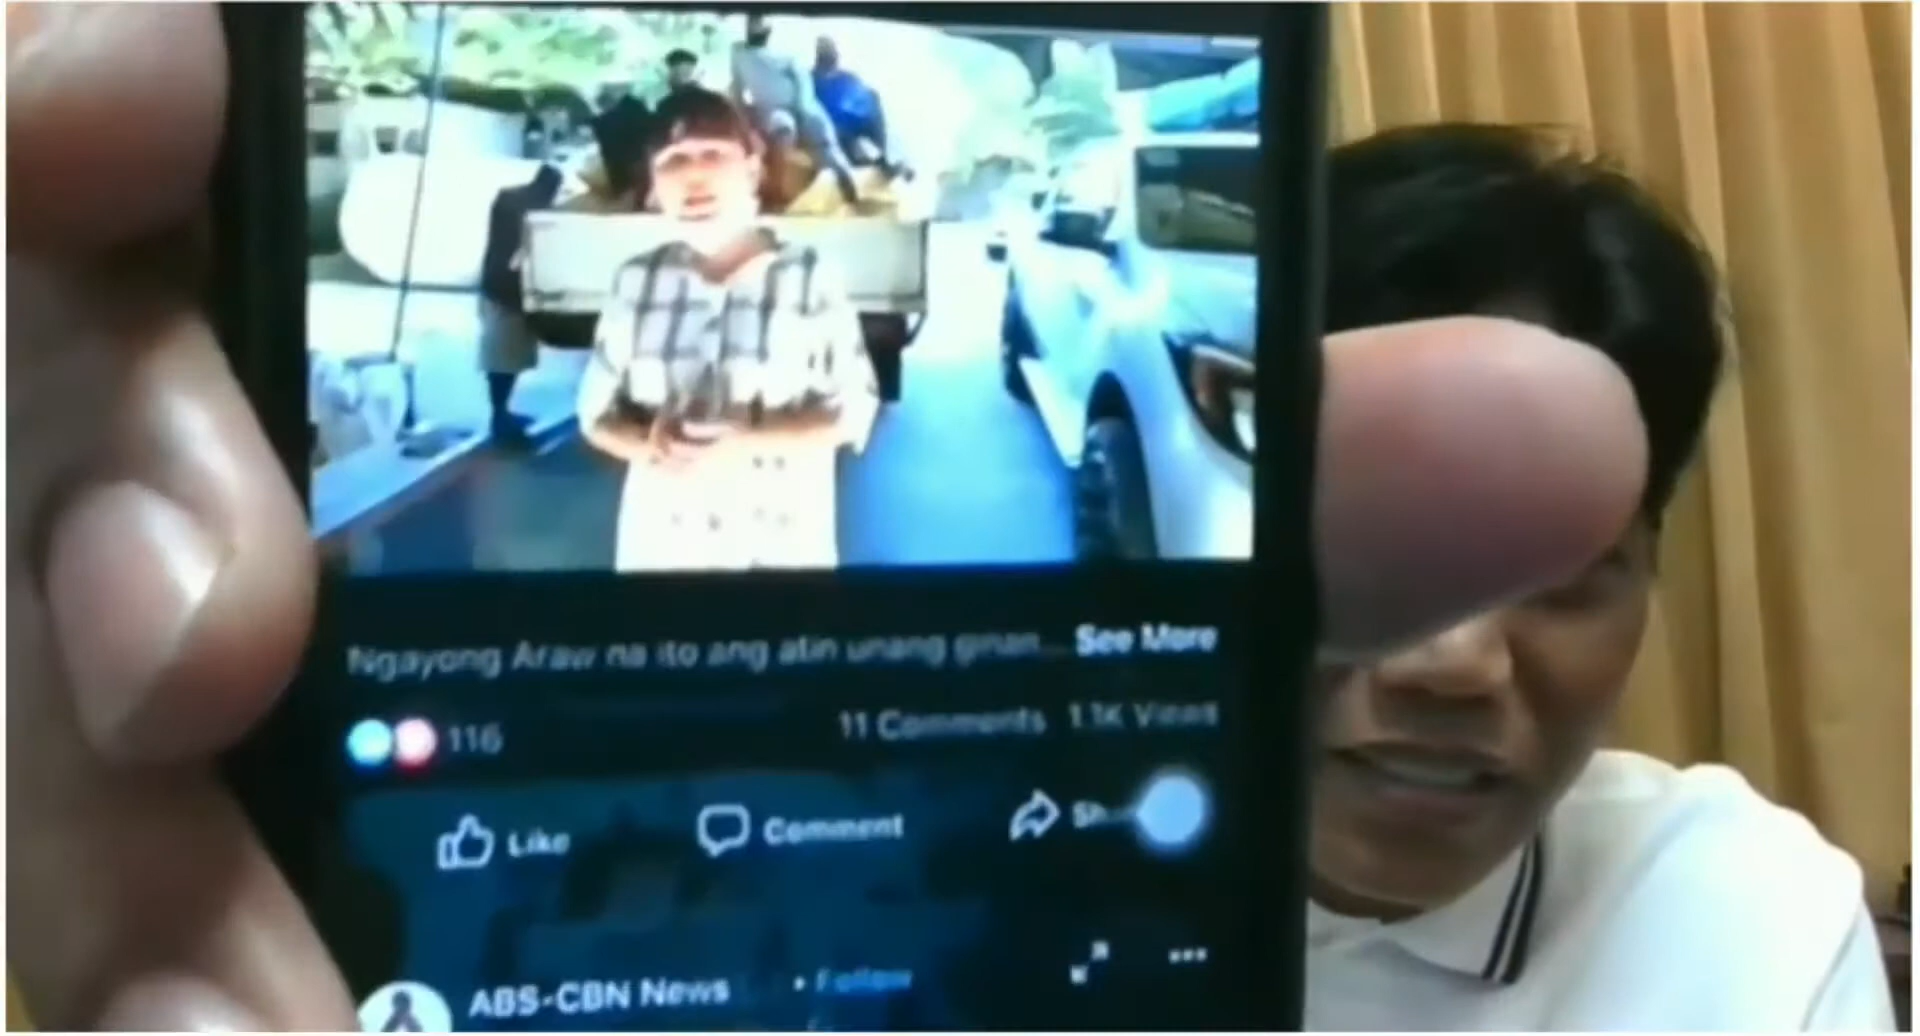 Ngayong Araw na ito ang atin unang ginan... See More
116 11 Comments 1.1K Views
Like Comment Sh
ABS-CBN News • Follow